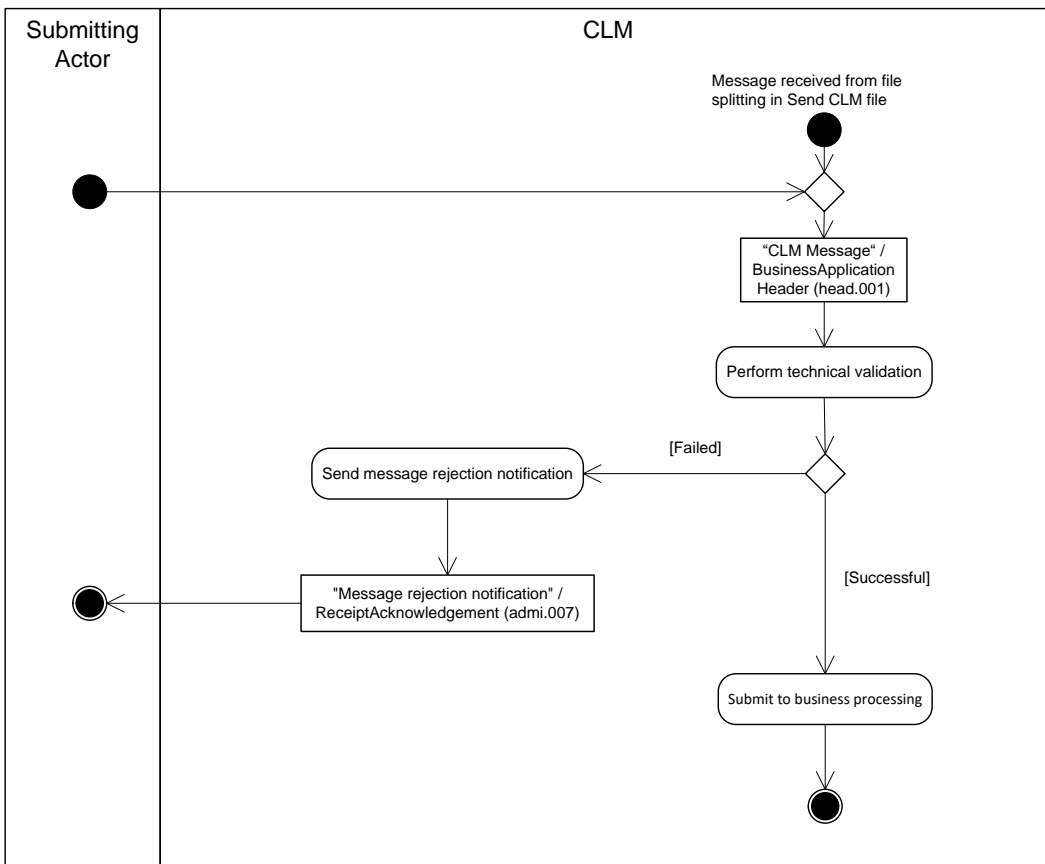 Submitting
Actor
CLM
Message received from file
splitting in Send CLM file
“CLM Message“ /
BusinessApplication
Header (head.001)
Perform technical validation
[Failed]
Send message rejection notification
[Successful]
"Message rejection notification" /
ReceiptAcknowledgement (admi.007)
Submit to business processing